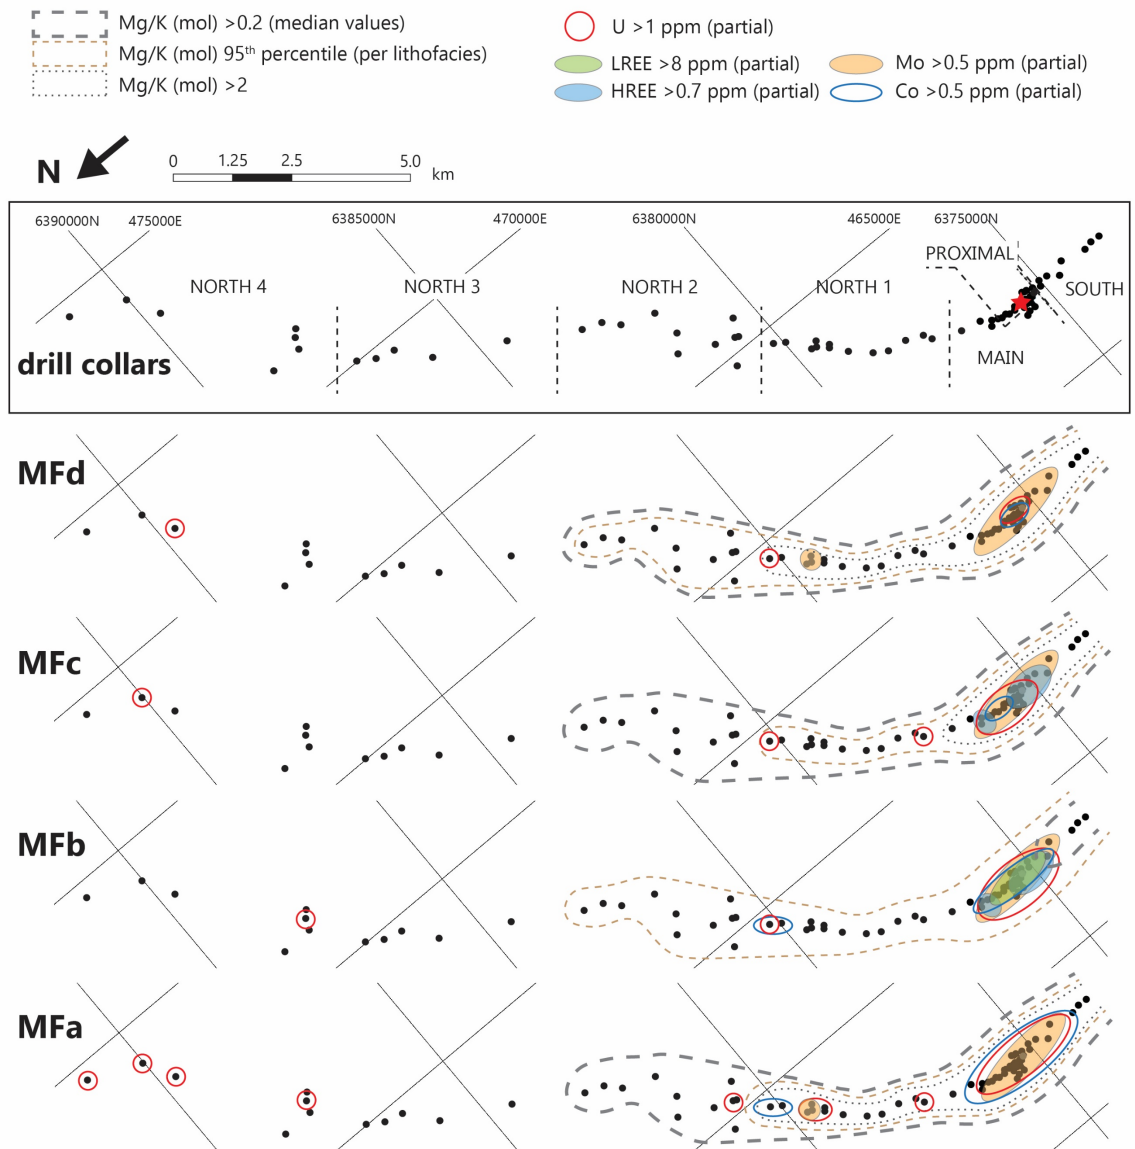 Mg/K (mol) >0.2 (median values)
Mg/K (mol) 95th percentile (per lithofacies)
Mg/K (mol) >2
U >1 ppm (partial)
LREE >8 ppm (partial)
Mo >0.5 ppm (partial)
HREE >0.7 ppm (partial)
Co >0.5 ppm (partial)
N
0 1.25 2.5 5.0 km
6390000N 475000E 6385000N 470000E 6380000N 465000E 6375000N
PROXIMAL
NORTH 4 NORTH 3 NORTH 2 NORTH 1 SOUTH
drill collars MAIN
MFd
MFc
MFb
MFa